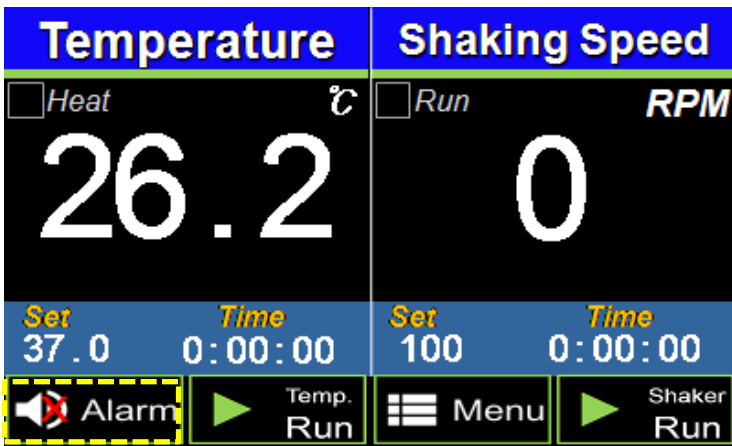 Temperature
Heat
℃
26.2
Set Time
37.0 0:00:00
Alarm
Temp.
Run
Shaking Speed
Run
RPM
0
Set Time
100 0:00:00
Menu
Shaker
Run